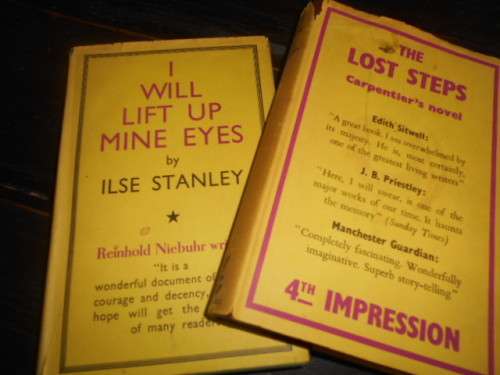 I
WILL
LIFT UP
MINE EYES
by
ILSE STANLEY
Reinhold Niebuhr
"It is a
wonderful document of
courage and decency,
hope will get the
of many readers
THE
LOST STEPS
Carpentier's novel
Edith Sitwell:
"A great book. I am overwhelmed by
its majesty. He is, most certainly,
one of the greatest living writers"
J. B. Priestley:
"Here, I will swear, is one of the
major works of our time. It haunts
the memory" (Sunday Times)
Manchester Guardian:
"Completely fascinating. Wonderfully
imaginative. Superb story-telling"
4TH IMPRESSION